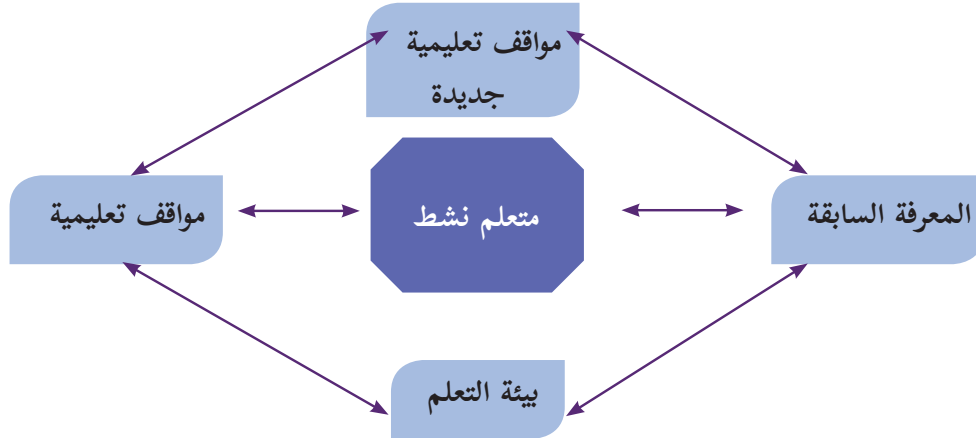 مواقف تعليمية
جديدة
المعرفة السابقة
متعلم نشط
مواقف تعليمية
بيئة التعلم